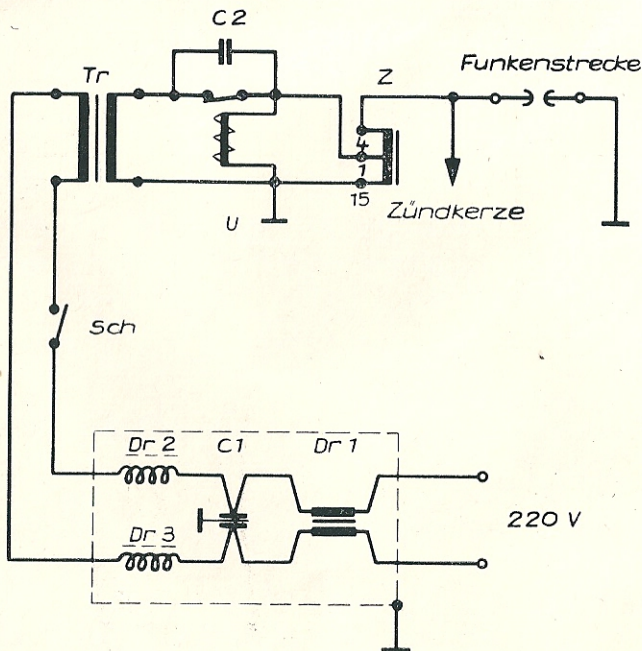 C2
Tr
Z
Funkenstrecke
4
1
15
U
Zündkerze
Sch
Dr 2
C1
Dr 1
Dr 3
220 V